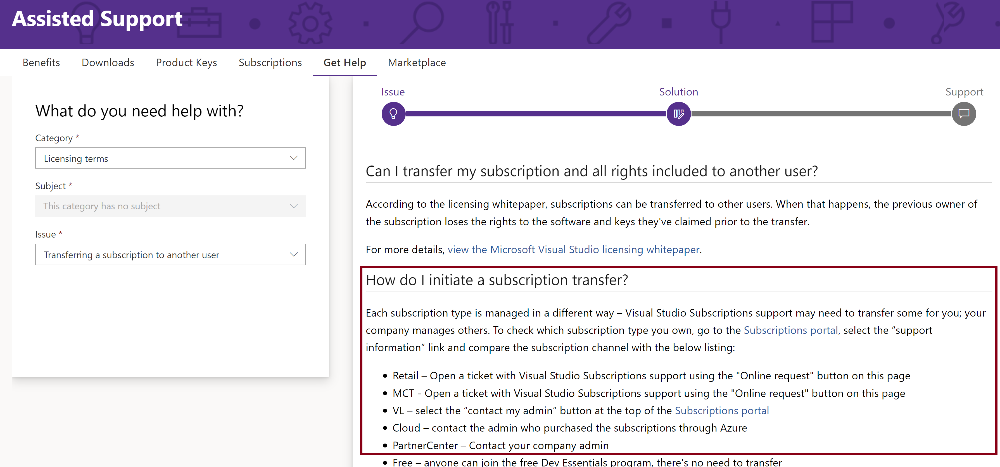 Assisted Support
Benefits
Downloads
Product Keys
Subscriptions
Get Help
Marketplace
What do you need help with?
Category *
Licensing terms
Subject *
This category has no subject
Issue *
Transferring a subscription to another user
Issue
Solution
Support
Can I transfer my subscription and all rights included to another user?
According to the licensing whitepaper, subscriptions can be transferred to other users. When that happens, the previous owner of
the subscription loses the rights to the software and keys they've claimed prior to the transfer.
For more details, view the Microsoft Visual Studio licensing whitepaper.
How do I initiate a subscription transfer?
Each subscription type is managed in a different way – Visual Studio Subscriptions support may need to transfer some for you; your
company manages others. To check which subscription type you own, go to the Subscriptions portal, select the “support
information” link and compare the subscription channel with the below listing:
• Retail – Open a ticket with Visual Studio Subscriptions support using the "Online request" button on this page
• MCT - Open a ticket with Visual Studio Subscriptions support using the "Online request" button on this page
• VL – select the “contact my admin” button at the top of the Subscriptions portal
• Cloud – contact the admin who purchased the subscriptions through Azure
• PartnerCenter – Contact your company admin
• Free – anyone can join the free Dev Essentials program, there's no need to transfer